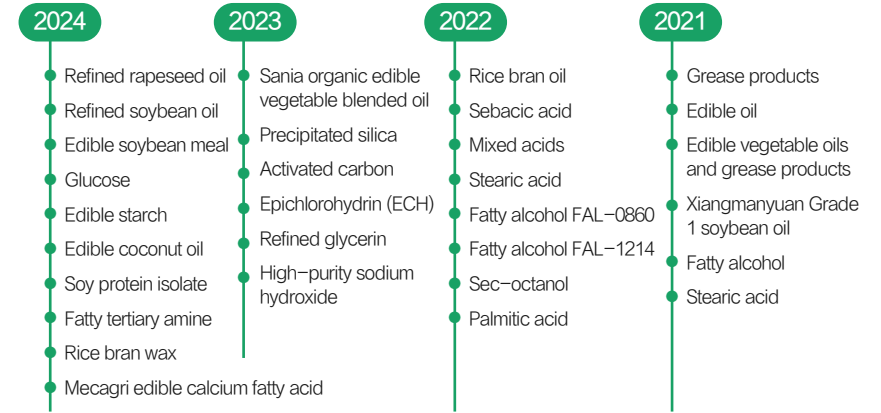 2024
Refined rapeseed oil
Refined soybean oil
Edible soybean meal
Glucose
Edible starch
Edible coconut oil
Soy protein isolate
Fatty tertiary amine
Rice bran wax
Mecagri edible calcium fatty acid
2023
Sania organic edible
vegetable blended oil
Precipitated silica
Activated carbon
Epichlorohydrin (ECH)
Refined glycerin
High-purity sodium
hydroxide
2022
Rice bran oil
Sebacic acid
Mixed acids
Stearic acid
Fatty alcohol FAL-0860
Fatty alcohol FAL-1214
Sec-octanol
Palmitic acid
2021
Grease products
Edible oil
Edible vegetable oils
and grease products
Xiangmanyuan Grade
1 soybean oil
Fatty alcohol
Stearic acid